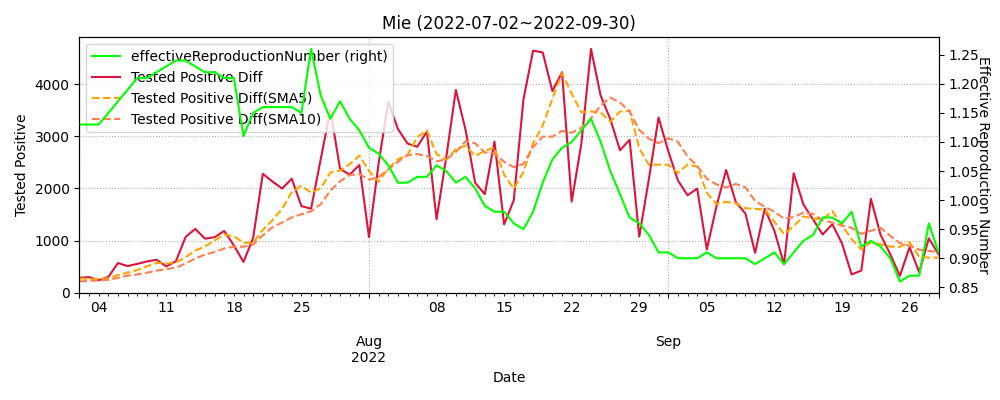 Mie (2022-07-02~2022-09-30)
effectiveReproductionNumber (right)
Tested Positive Diff
Tested Positive Diff(SMA5)
Tested Positive Diff(SMA10)
Tested Positive
4000
3000
2000
1000
0
1.25
1.20
1.15
1.10
1.05
1.00
0.95
0.90
0.85
Effective Reproduction Number
04 11 18 25 08 15 22 29 05 12 19 26
Aug Sep
2022
Date